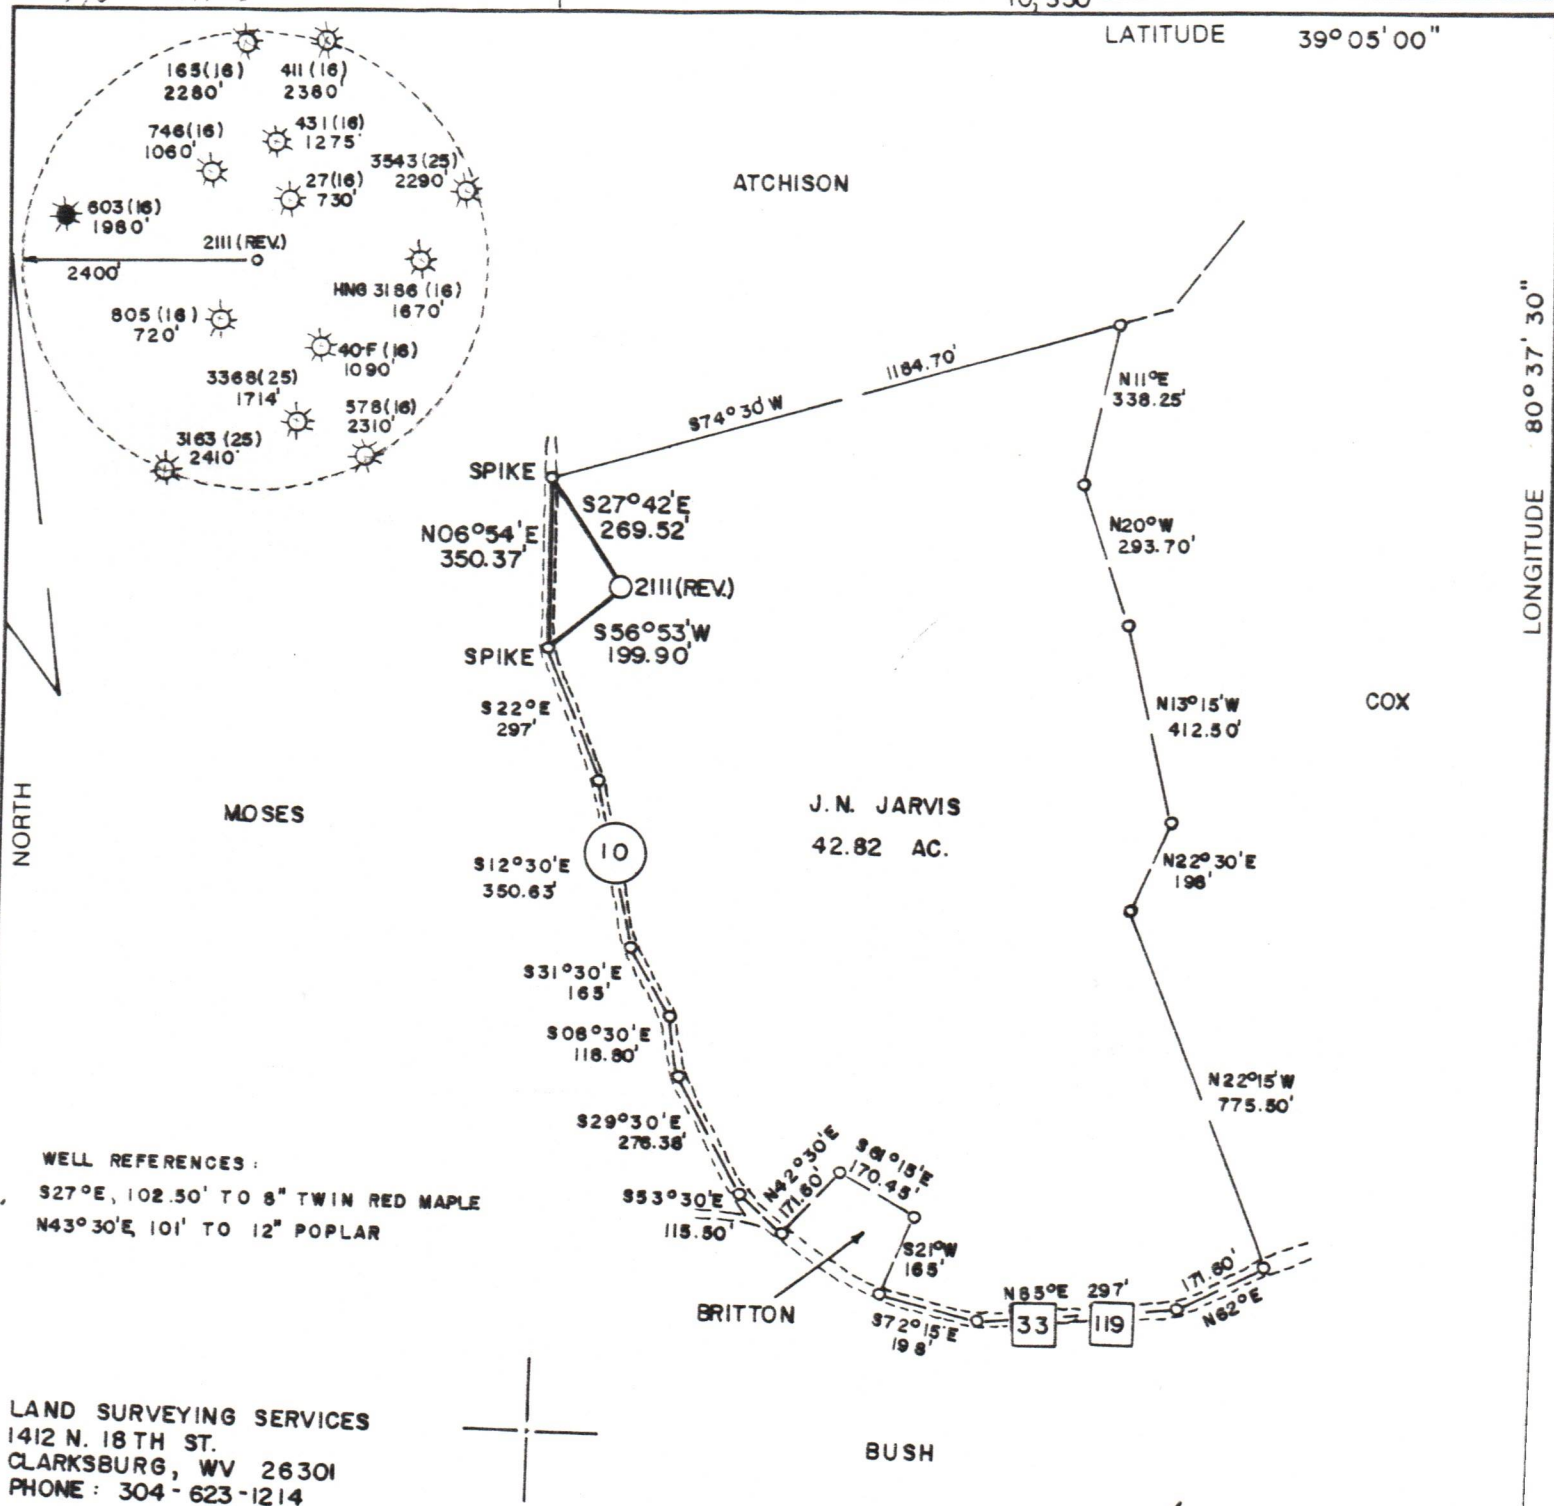 10,350
LATITUDE 39°05'00"
165(16)
2280'
411(16)
2380'
746(16)
1060'
431(16)
1275'
3543(25)
2290'
27(16)
730'
603(16)
1980'
2111(REV.)
2400'
HNG 3186 (16)
1670'
805(16)
720'
40-F(16)
1090'
3368(25)
1714'
578(16)
2310'
3163(25)
2410'
ATCHISON
LONGITUDE 80°37'30"
1184.70'
S74°30'W
N11°E
338.25'
SPIKE
S27°42'E
269.52'
N06°54'E
350.37'
2111(REV.)
N20°W
293.70'
S56°53'W
199.90'
SPIKE
S22°E
297'
N13°15'W
412.50'
COX
NORTH
MOSES
J.N. JARVIS
42.82 AC.
10
S12°30'E
350.63'
N22°30'E
198'
S31°30'E
165'
S08°30'E
118.80'
N22°15'W
775.50'
S29°30'E
276.38'
WELL REFERENCES:
S27°E, 102.50' TO 8" TWIN RED MAPLE
N43°30'E, 101' TO 12" POPLAR
S53°30'E
115.50'
N42°30'E
171.60'
S61°15'E
170.45'
S21°W
165'
BRITTON
S72°15'E
198'
N85°E 297'
33
119
171.60'
N62°E
LAND SURVEYING SERVICES
1412 N. 18TH ST.
CLARKSBURG, WV 26301
PHONE: 304-623-1214
BUSH